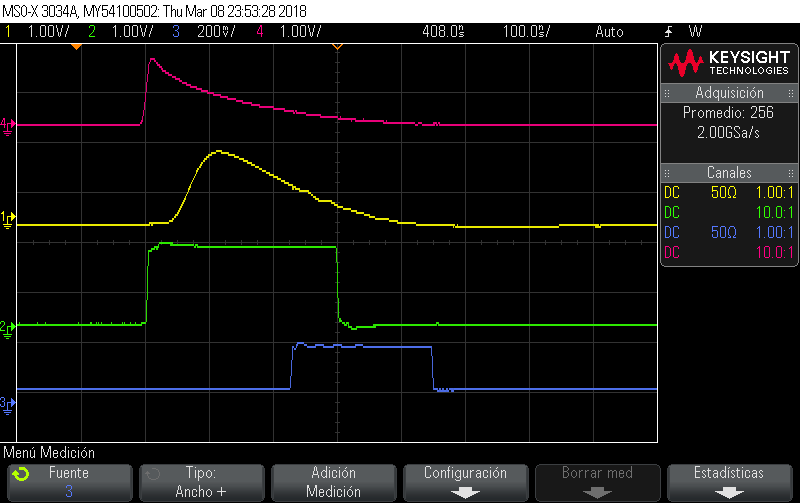 MSO-X 3034A, MY54100502: Thu Mar 08 23:53:28 2018
1 1.00V/ 2 1.00V/ 3 200mV/ 4 1.00V/ 408.0ns 100.0ns/ Auto W
KEYSIGHT
TECHNOLOGIES
Adquisición
Promedio: 256
2.00GSa/s
Canales
DC 50Ω 1.00:1
DC 10.0:1
DC 50Ω 1.00:1
DC 10.0:1
4
1
2
3
Menú Medición
Fuente
3
Tipo:
Ancho +
Adición
Medición
Configuración
Borrar med
Estadísticas